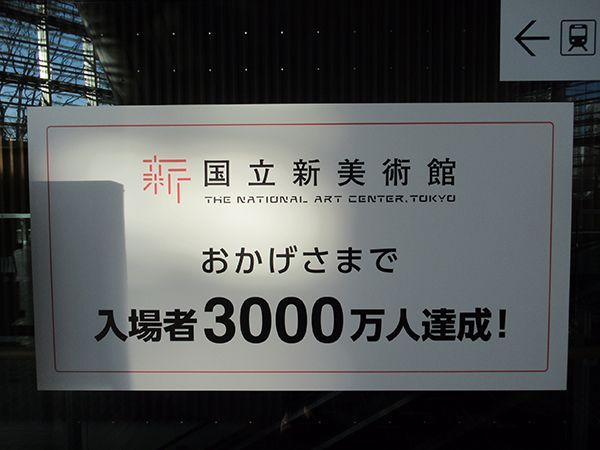 新 国立新美術館
THE NATIONAL ART CENTER, TOKYO
おかげさまで
入場者3000万人達成!